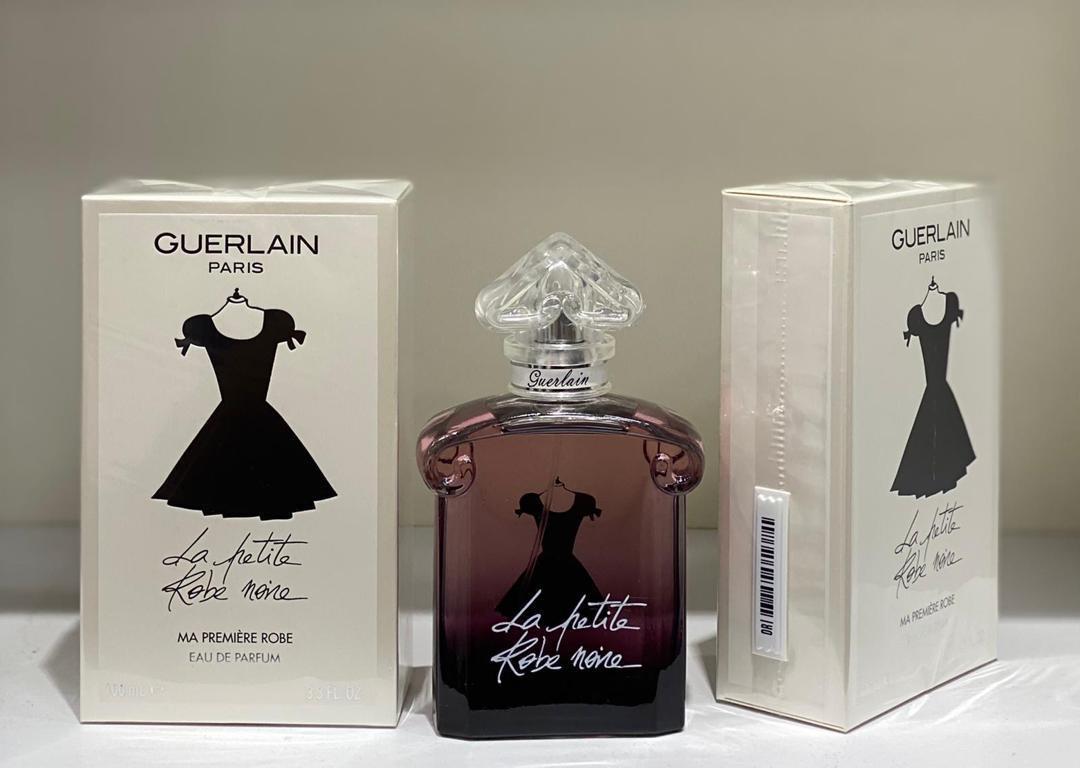 GUERLAIN
PARIS
La petite
Robe noire
MA PREMIÈRE ROBE
EAU DE PARFUM
100 ml
3.3 FL. OZ
Guerlain
La petite
Robe noire
GUERLAIN
PARIS
La petite
Robe noire
MA PREMIÈRE ROBE